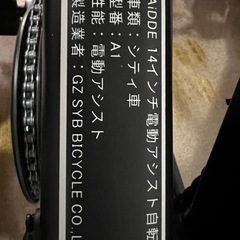 AIDDE 14インチ電動アシスト自転
車類：シティ車
型番：A1
性能：電動アシスト
製造業者：GZ SYB BICYCLE CO.,L